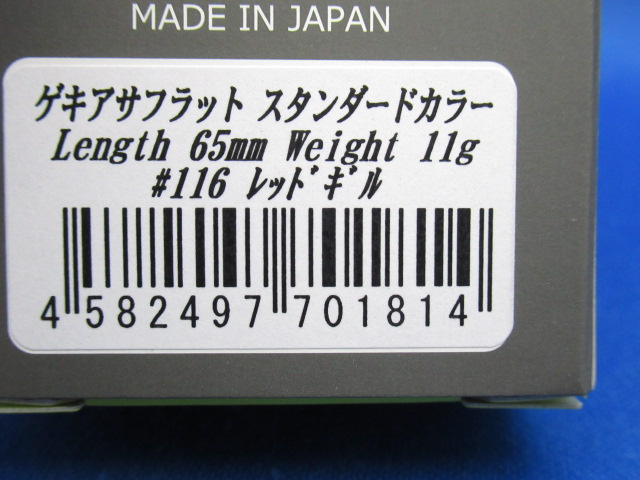 MADE IN JAPAN
ゲキアサフラット スタンダードカラー
Length 65mm Weight 11g
#116 ﾚｯﾄﾞｷﾞﾙ
4 582497 701814